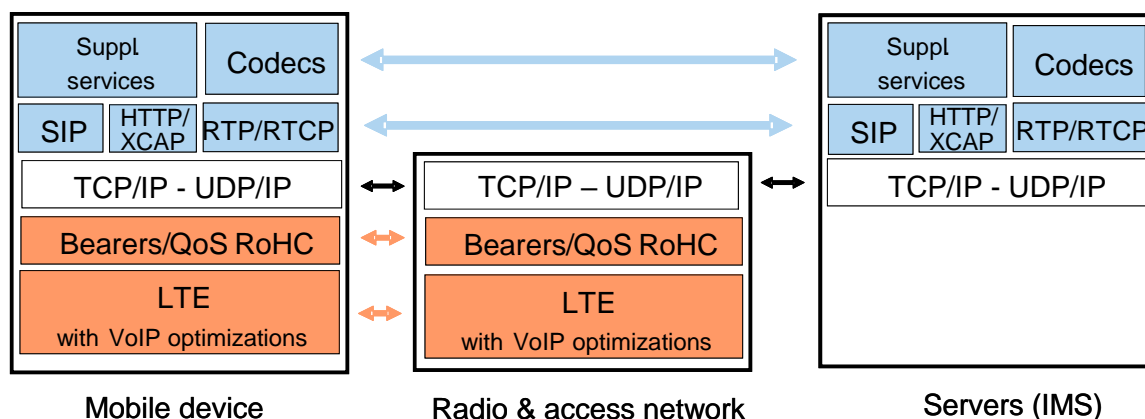 Suppl.
services
Codecs
SIP
HTTP/
XCAP
RTP/RTCP
TCP/IP - UDP/IP
Bearers/QoS RoHC
LTE
with VoIP optimizations
Mobile device
TCP/IP – UDP/IP
Bearers/QoS RoHC
LTE
with VoIP optimizations
Radio & access network
Suppl.
services
Codecs
SIP
HTTP/
XCAP
RTP/RTCP
TCP/IP - UDP/IP
Servers (IMS)